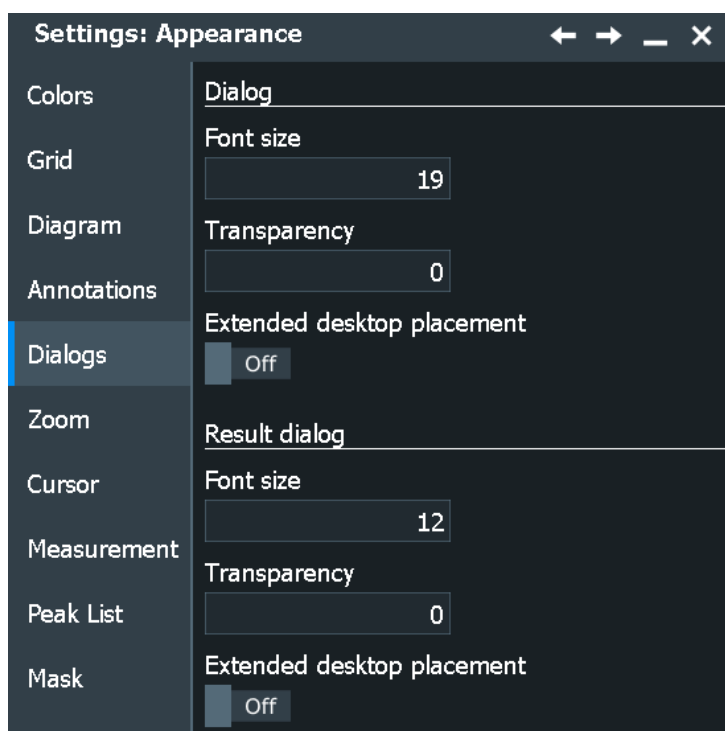 Settings: Appearance
Colors
Grid
Diagram
Annotations
Dialogs
Zoom
Cursor
Measurement
Peak List
Mask
Dialog
Font size
19
Transparency
0
Extended desktop placement
Off
Result dialog
Font size
12
Transparency
0
Extended desktop placement
Off